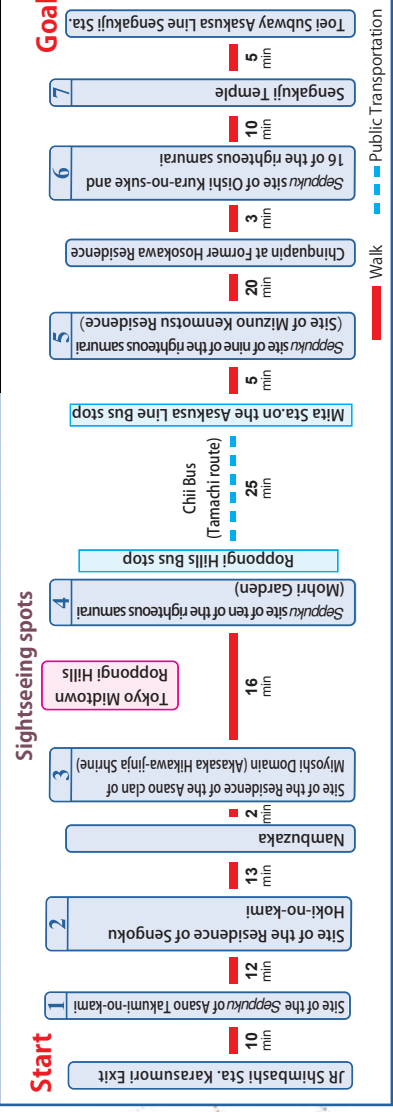 Sightseeing spots
Start
JR Shimbashi Sta. Karasumori Exit
10
min
1
Site of the Seppuku of Asano Takumi-no-kami
12
min
2
Site of the Residence of Sengoku
Hoki-no-kami
13
min
Nambuzaka
2
min
3
Site of the Residence of the Asano clan of
Miyoshi Domain (Akasaka Hikawa-jinja Shrine)
16
min
Tokyo Midtown
Roppongi Hills
4
Seppuku site of ten of the righteous samurai
(Mohri Garden)
Roppongi Hills Bus stop
Chii Bus
(Tamachi route)
25
min
Mita Sta.on the Asakusa Line Bus stop
5
min
5
Seppuku site of nine of the righteous samurai
(Site of Mizuno Kenmotsu Residence)
20
min
Chinquapin at Former Hosokawa Residence
3
min
6
Seppuku site of Oishi Kura-no-suke and
16 of the righteous samurai
10
min
7
Sengakuji Temple
5
min
Toei Subway Asakusa Line Sengakuji Sta.
Goal
Walk
Public Transportation